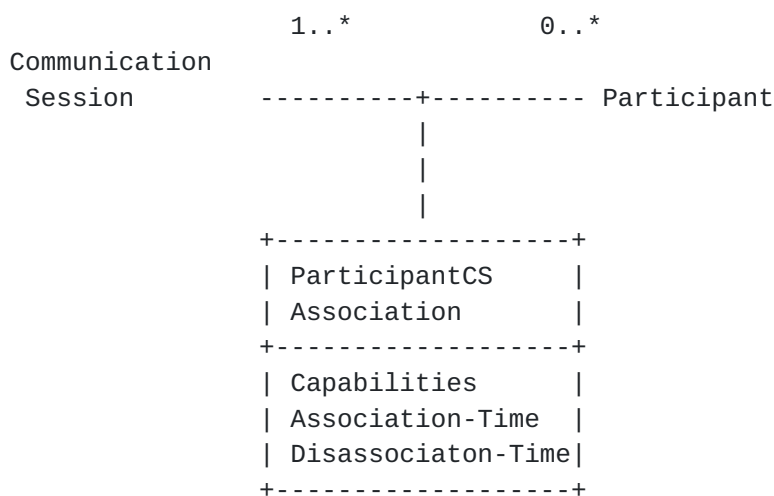 1..* 0..*
Communication
Session ----------+---------- Participant
|
|
|
+-------------------+
| ParticipantCS |
| Association |
+-------------------+
| Capabilities |
| Association-Time |
| Disassociaton-Time|
+-------------------+